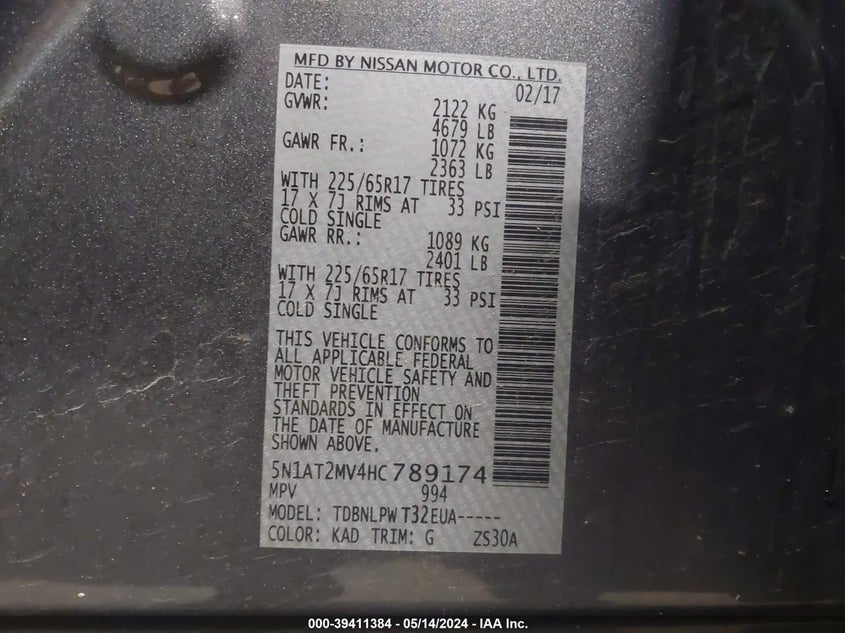 MFD BY NISSAN MOTOR CO., LTD.
DATE: 02/17
GVWR: 2122 KG
4679 LB
GAWR FR.: 1072 KG
2363 LB
WITH 225/65R17 TIRES
17 X 7J RIMS AT 33 PSI
COLD SINGLE
GAWR RR.: 1089 KG
2401 LB
WITH 225/65R17 TIRES
17 X 7J RIMS AT 33 PSI
COLD SINGLE
THIS VEHICLE CONFORMS TO
ALL APPLICABLE FEDERAL
MOTOR VEHICLE SAFETY AND
THEFT PREVENTION
STANDARDS IN EFFECT ON
THE DATE OF MANUFACTURE
SHOWN ABOVE.
5N1AT2MV4HC789174
MPV 994
MODEL: TDBNLPW T32EUA-----
COLOR: KAD TRIM: G ZS30A
000-39411384 - 05/14/2024 - IAA Inc.